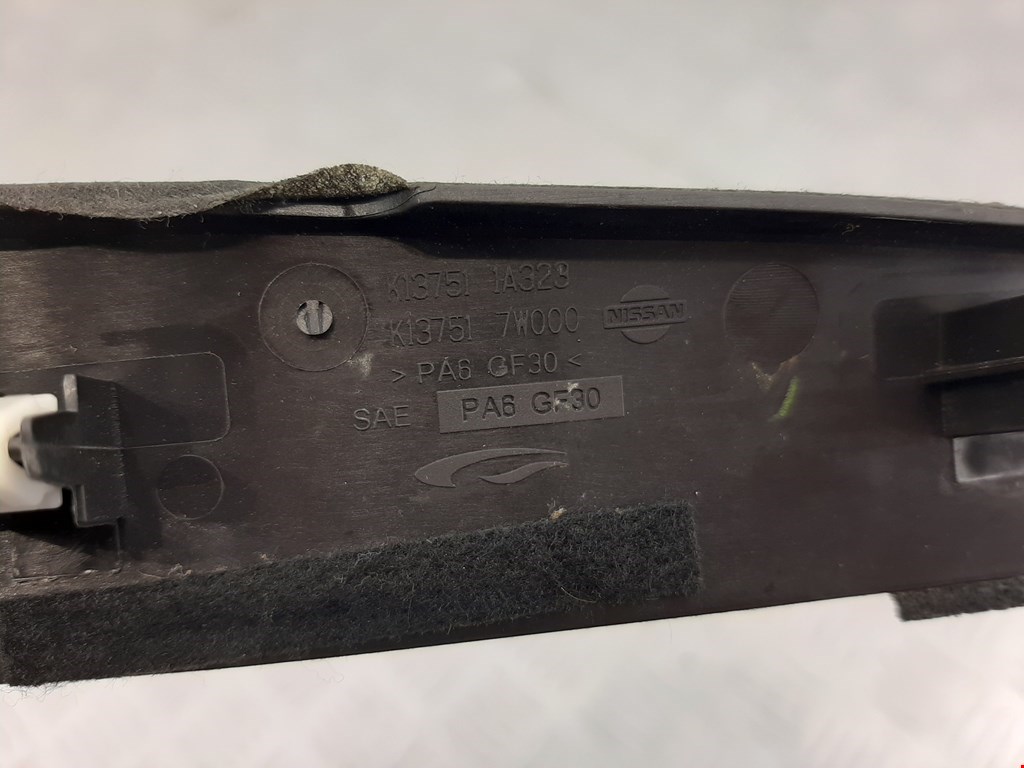 K13751 1A328
K13751 7W000
NISSAN
> PA6 GF30 <
SAE PA6 GF30